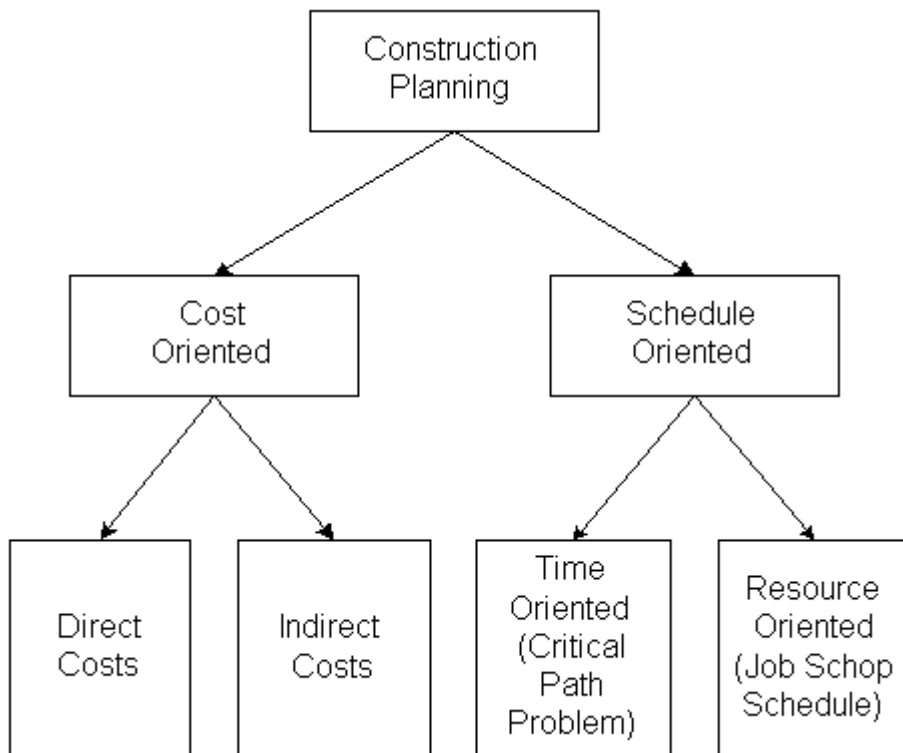 Construction
Planning
Cost
Oriented
Schedule
Oriented
Direct
Costs
Indirect
Costs
Time
Oriented
(Critical
Path
Problem)
Resource
Oriented
(Job Schop
Schedule)